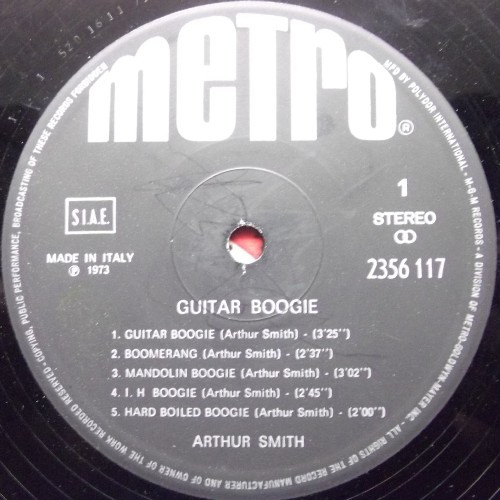 metro®
1
STEREO
2356 117
S.I.A.E.
MADE IN ITALY
℗ 1973
GUITAR BOOGIE
1. GUITAR BOOGIE (Arthur Smith) - (3'25")
2. BOOMERANG (Arthur Smith) - (2'37")
3. MANDOLIN BOOGIE (Arthur Smith) - (3'02")
4. I. H BOOGIE (Arthur Smith) - (2'45")
5. HARD BOILED BOOGIE (Arthur Smith) - (2'00")
ARTHUR SMITH
MFD BY POLYDOR INTERNATIONAL - M-G-M RECORDS - A DIVISION OF METRO-GOLDWYN-MAYER INC. - ALL RIGHTS OF THE RECORD MANUFACTURER AND OF OWNER OF THE WORK RECORDED RESERVED - COPYING, PUBLIC PERFORMANCE, BROADCASTING OF THESE RECORDS FORBIDDEN